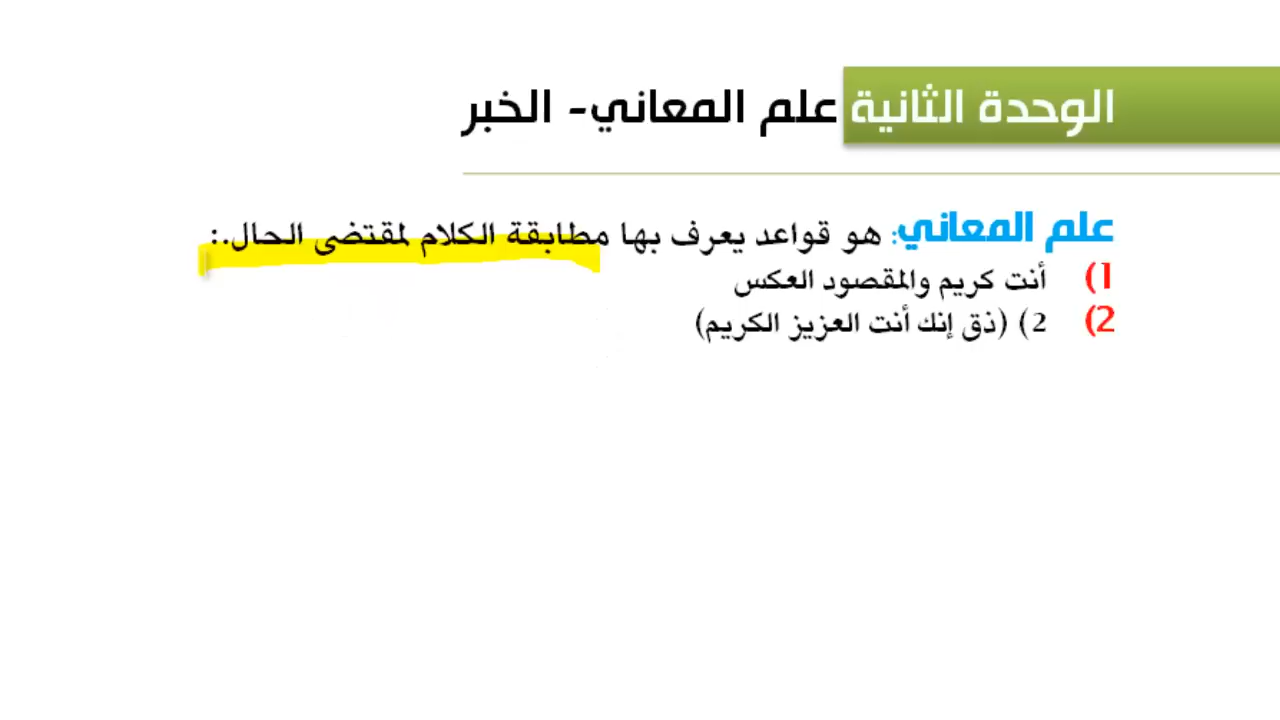 الوحدة الثانية علم المعاني- الخبر
علم المعاني: هو قواعد يعرف بها مطابقة الكلام لمقتضى الحال.:
1) أنت كريم والمقصود العكس
2) 2) (ذق إنك أنت العزيز الكريم)